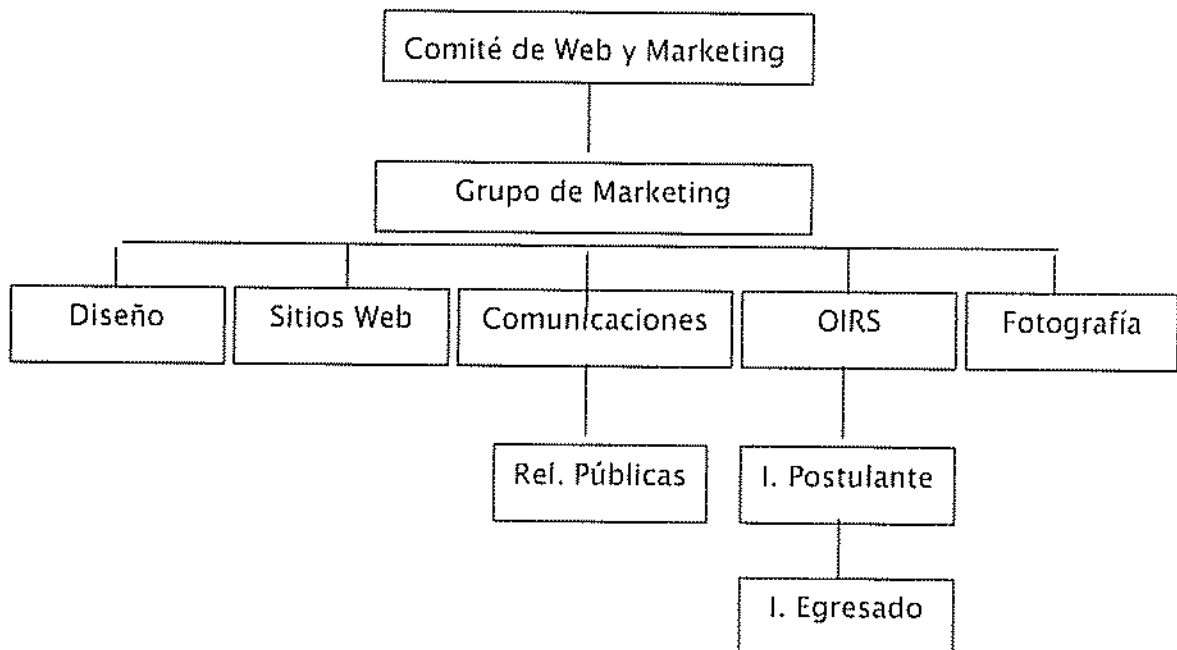 Comité de Web y Marketing
Grupo de Marketing
Diseño
Sitios Web
Comunicaciones
OIRS
Fotografía
Rel. Públicas
I. Postulante
I. Egresado